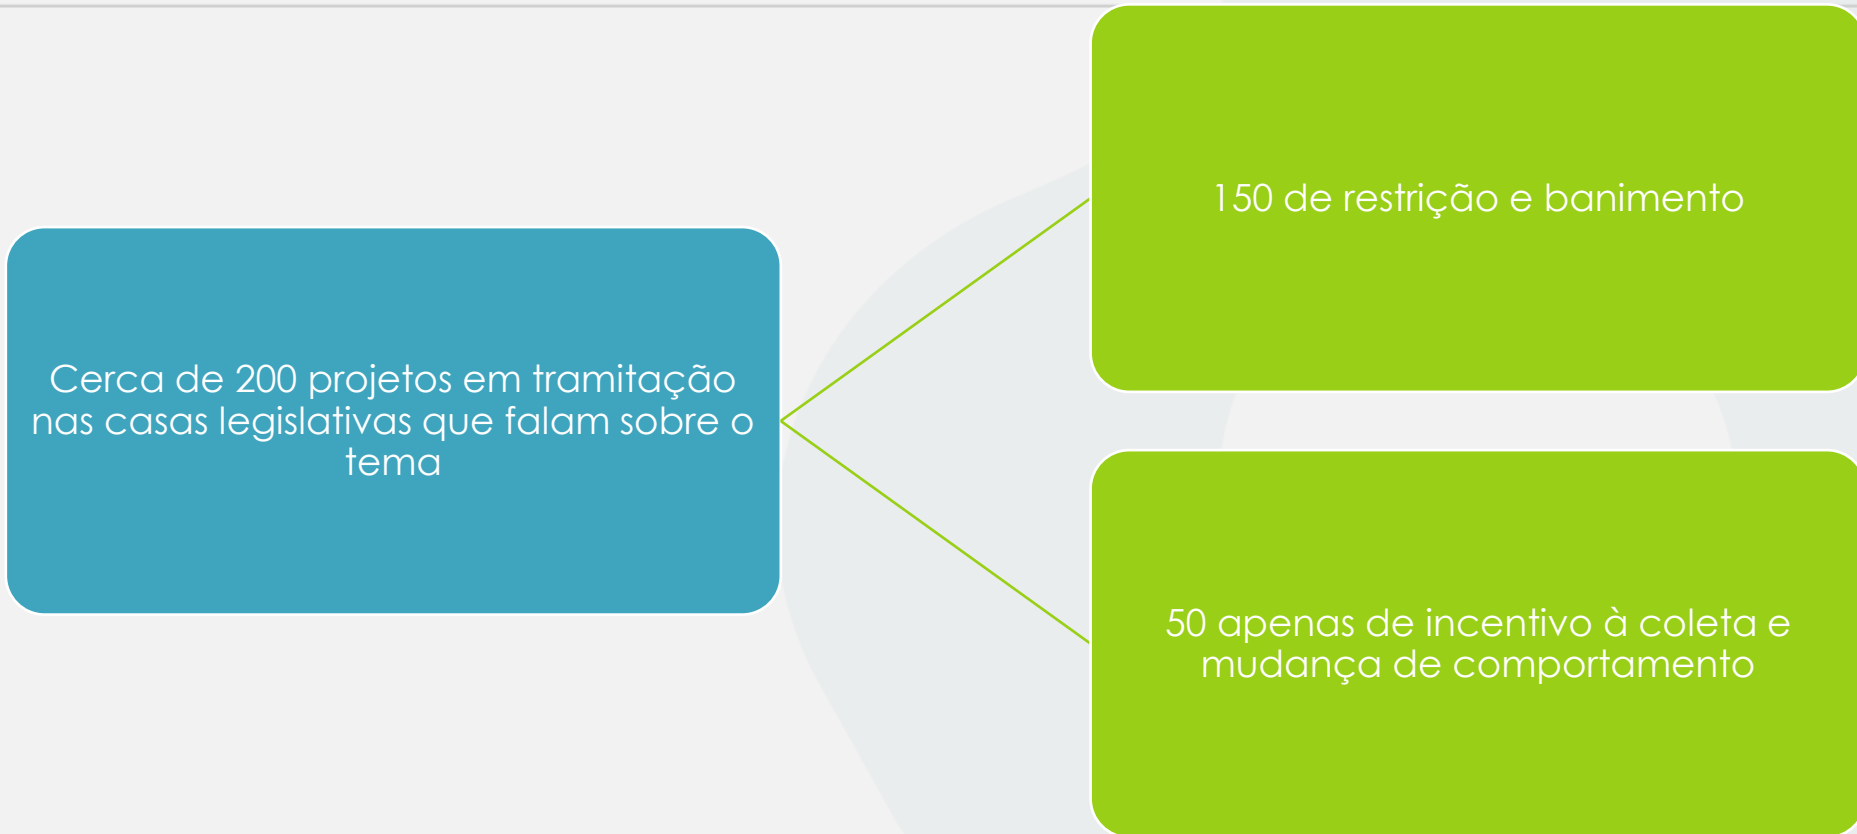 Cerca de 200 projetos em tramitação
nas casas legislativas que falam sobre o
tema
150 de restrição e banimento
50 apenas de incentivo à coleta e
mudança de comportamento